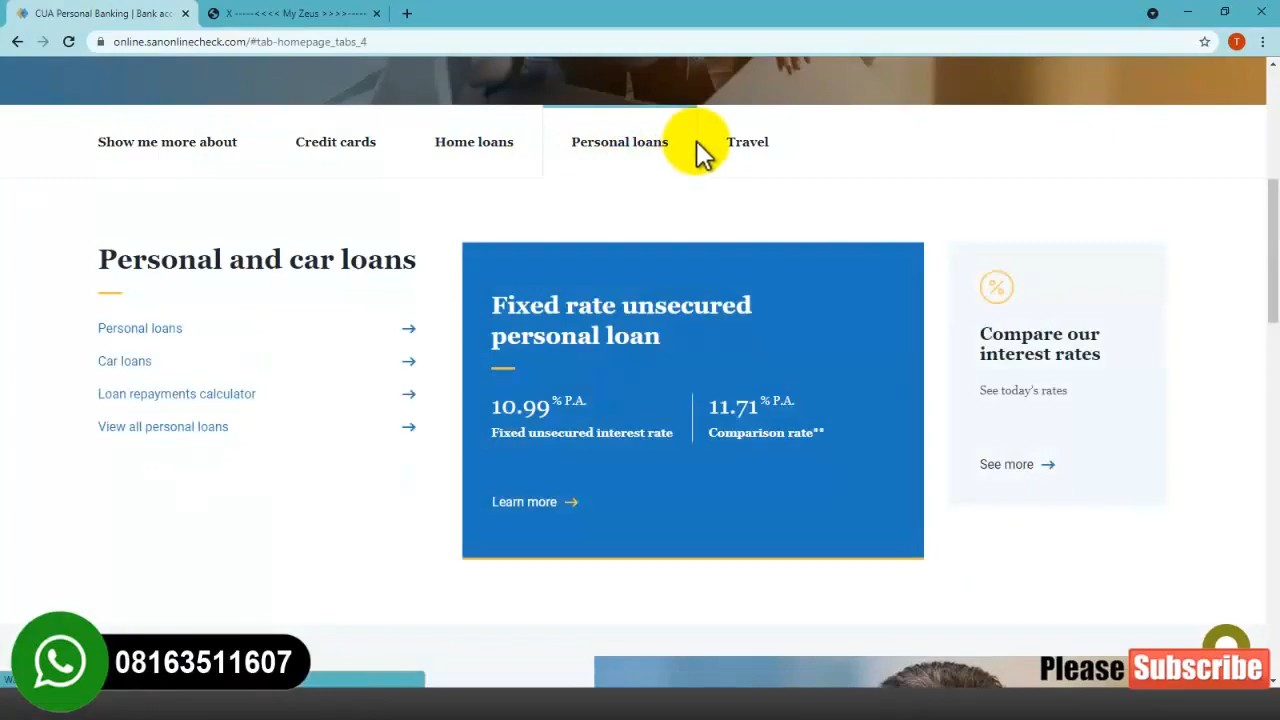 CUA Personal Banking | Bank acc
X -----<<<< My Zeus >>>>-----
online.sanonlinecheck.com/#tab-homepage_tabs_4
T
Show me more about
Credit cards
Home loans
Personal loans
Travel
Personal and car loans
Personal loans
Car loans
Loan repayments calculator
View all personal loans
Fixed rate unsecured
personal loan
10.99% P.A.
Fixed unsecured interest rate
11.71% P.A.
Comparison rate**
Learn more
%
Compare our
interest rates
See today's rates
See more
08163511607
Please Subscribe